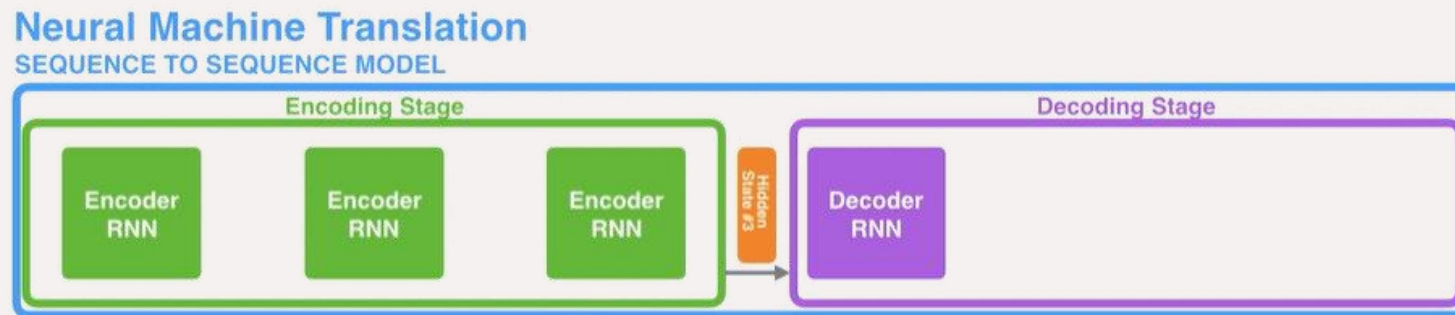 Neural Machine Translation
SEQUENCE TO SEQUENCE MODEL
Encoding Stage
Decoding Stage
Encoder
RNN
Encoder
RNN
Encoder
RNN
Hidden
State #3
Decoder
RNN